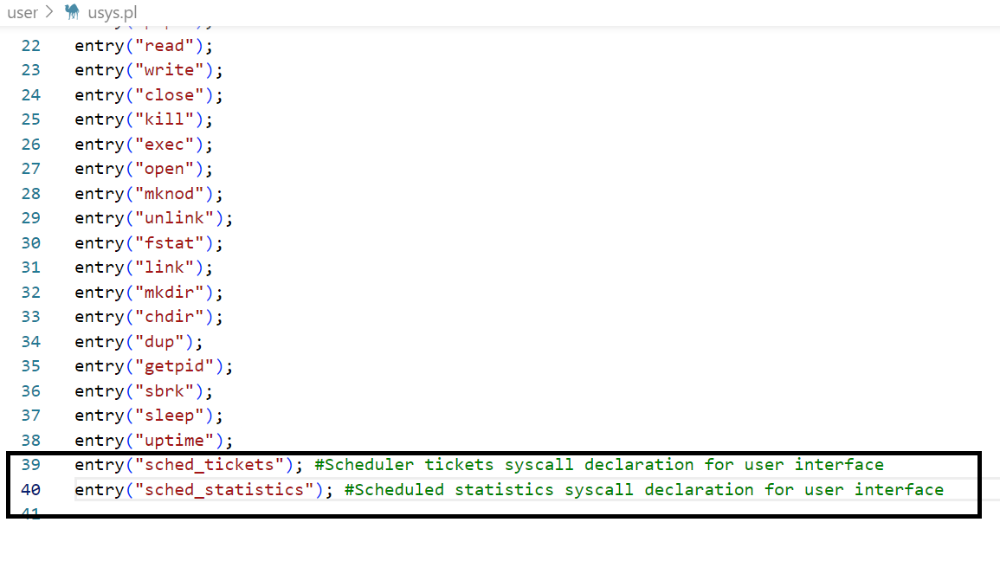 user > usys.pl
22 entry("read");
23 entry("write");
24 entry("close");
25 entry("kill");
26 entry("exec");
27 entry("open");
28 entry("mknod");
29 entry("unlink");
30 entry("fstat");
31 entry("link");
32 entry("mkdir");
33 entry("chdir");
34 entry("dup");
35 entry("getpid");
36 entry("sbrk");
37 entry("sleep");
38 entry("uptime");
39 entry("sched_tickets"); #Scheduler tickets syscall declaration for user interface
40 entry("sched_statistics"); #Scheduled statistics syscall declaration for user interface
41